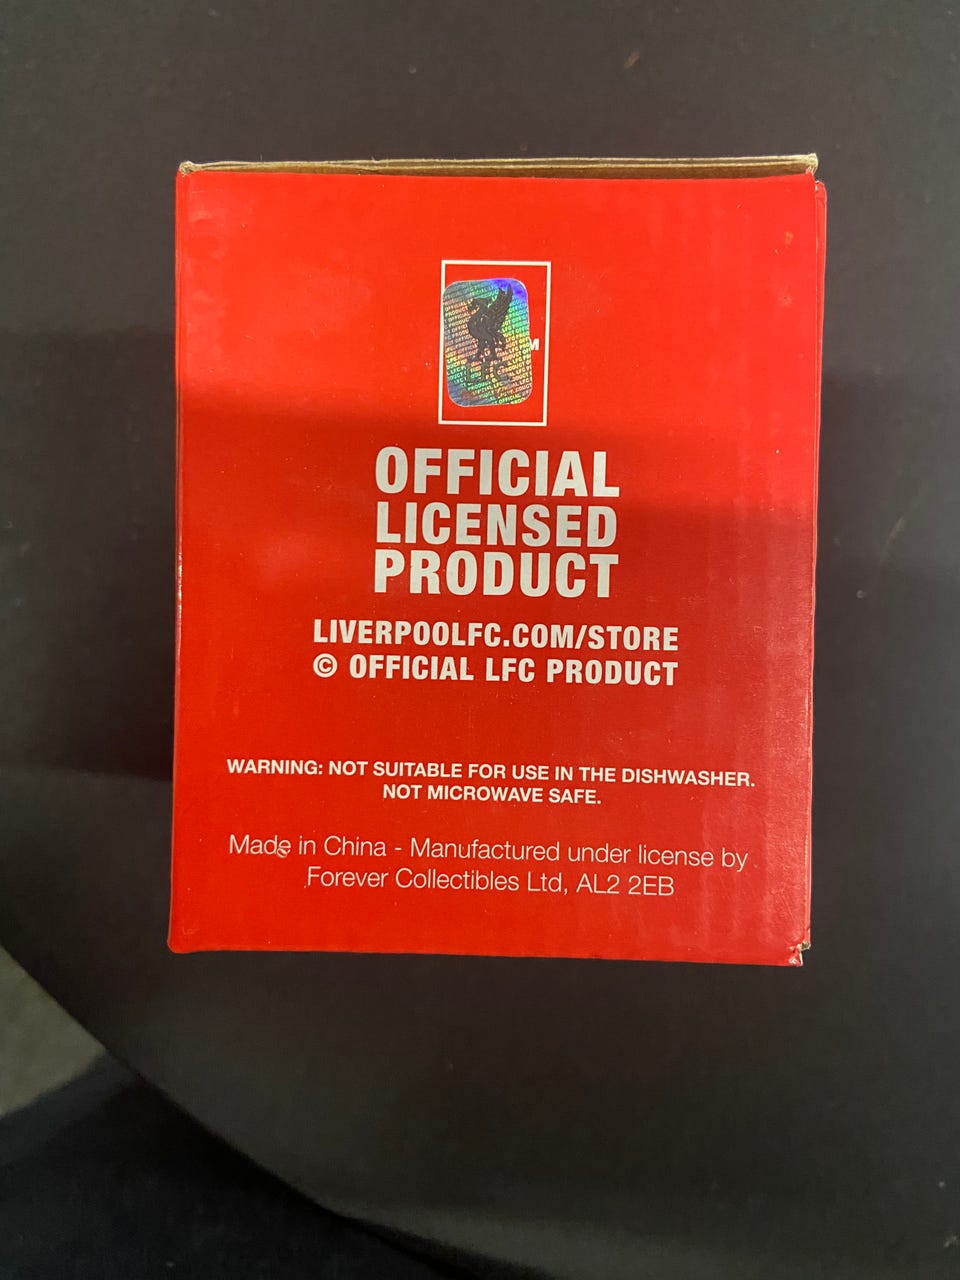 M
OFFICIAL
LICENSED
PRODUCT
LIVERPOOLFC.COM/STORE
© OFFICIAL LFC PRODUCT
WARNING: NOT SUITABLE FOR USE IN THE DISHWASHER.
NOT MICROWAVE SAFE.
Made in China - Manufactured under license by
Forever Collectibles Ltd, AL2 2EB